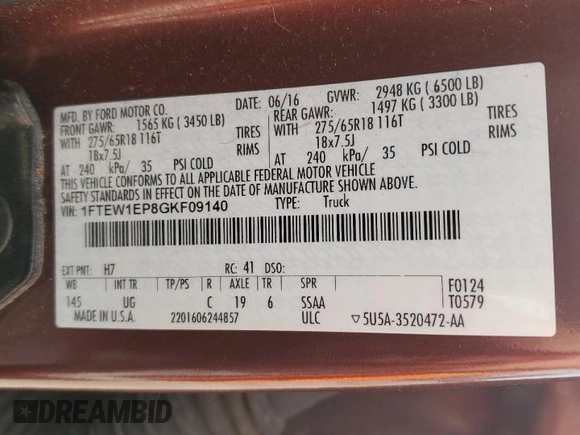 MFD. BY FORD MOTOR CO.
DATE: 06/16 GVWR: 2948 KG ( 6500 LB)
FRONT GAWR: 1565 KG ( 3450 LB)
REAR GAWR: 1497 KG ( 3300 LB)
WITH 275/65R18 116T TIRES
WITH 275/65R18 116T TIRES
18x7.5J RIMS
18x7.5J RIMS
AT 240 kPa/ 35 PSI COLD
AT 240 kPa/ 35 PSI COLD
THIS VEHICLE CONFORMS TO ALL APPLICABLE FEDERAL MOTOR VEHICLE
SAFETY STANDARDS IN EFFECT ON THE DATE OF MANUFACTURE SHOWN ABOVE.
VIN: 1FTEW1EP8GKF09140 TYPE: Truck
EXT PNT: H7 RC: 41 DSO:
WB TP/PS R AXLE TR SPR
F0124
145 UG C 19 6 SSAA
T0579
MADE IN U.S.A. 2201606244857 ULC ▽5U5A-3520472-AA
DREAMBID